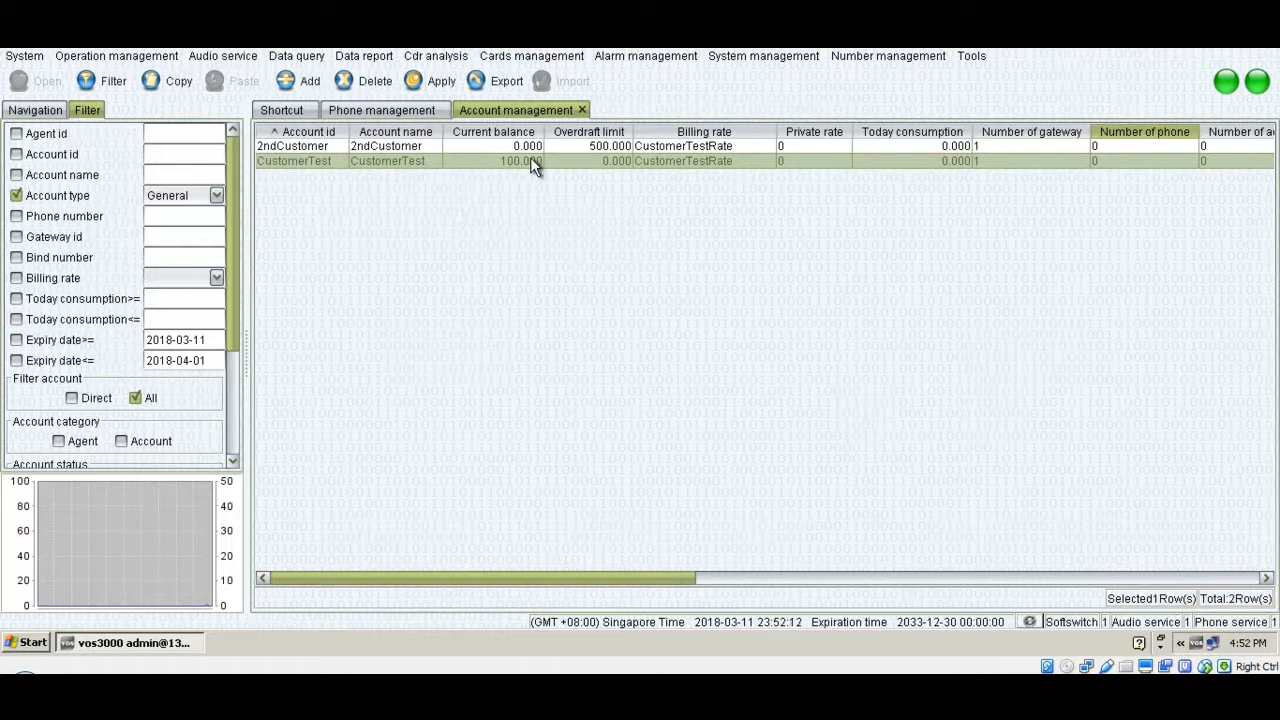 System Operation management Audio service Data query Data report Cdr analysis Cards management Alarm management System management Number management Tools
Open Filter Copy Paste Add Delete Apply Export Import
Navigation Filter Shortcut Phone management Account management
Account id Account name Current balance Overdraft limit Billing rate Private rate Today consumption Number of gateway Number of phone Number of a
2ndCustomer 2ndCustomer 0.000 500.000 CustomerTestRate 0 0.000 1 0 0
CustomerTest CustomerTest 100.000 0.000 CustomerTestRate 0 0.000 1 0 0
Agent id
Account id
Account name
Account type General
Phone number
Gateway id
Bind number
Billing rate
Today consumption>=
Today consumption<=
Expiry date>= 2018-03-11
Expiry date<= 2018-04-01
Filter account
Direct All
Account category
Agent Account
Account status
100 50
80 40
60 30
40 20
20 10
0 0
Selected1Row(s) Total:2Row(s)
(GMT +08:00) Singapore Time 2018-03-11 23:52:12 Expiration time 2033-12-30 00:00:00 Softswitch 1 Audio service 1 Phone service 1
Start vos3000 admin@13... 4:52 PM
Right Ctrl